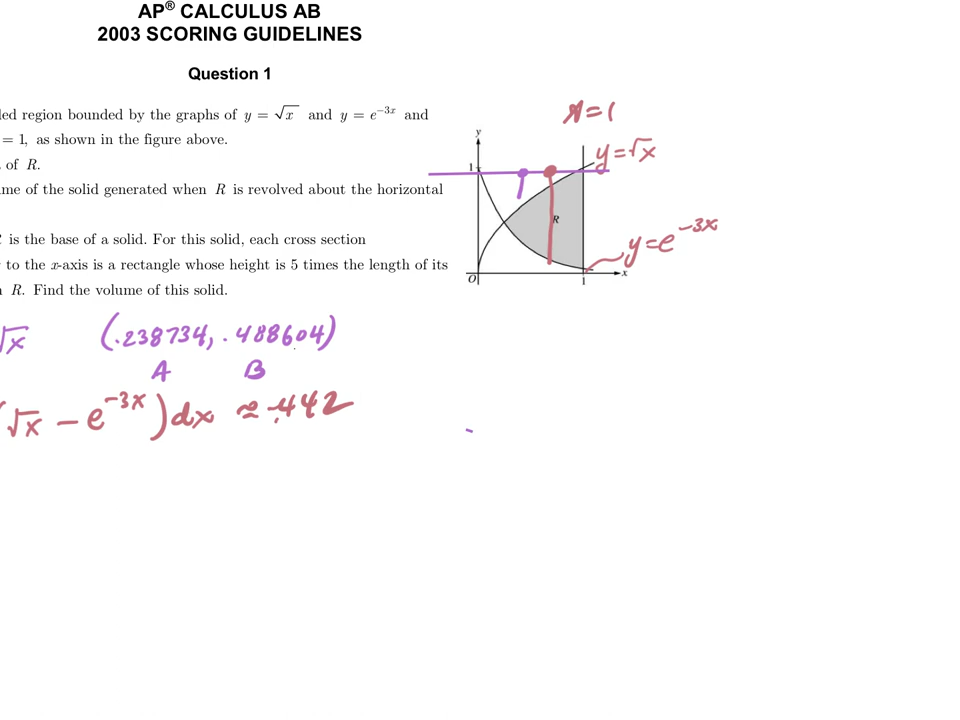 AP® CALCULUS AB
2003 SCORING GUIDELINES
Question 1
led region bounded by the graphs of y = √x and y = e^{-3x} and
= 1, as shown in the figure above.
of R.
me of the solid generated when R is revolved about the horizontal
is the base of a solid. For this solid, each cross section
to the x-axis is a rectangle whose height is 5 times the length of its
R. Find the volume of this solid.
x=1
y
1
y=√x
R
y=e^{-3x}
O
1
x
√x (.238734, .488604)
A B
(√x - e^{-3x})dx ≈ .442